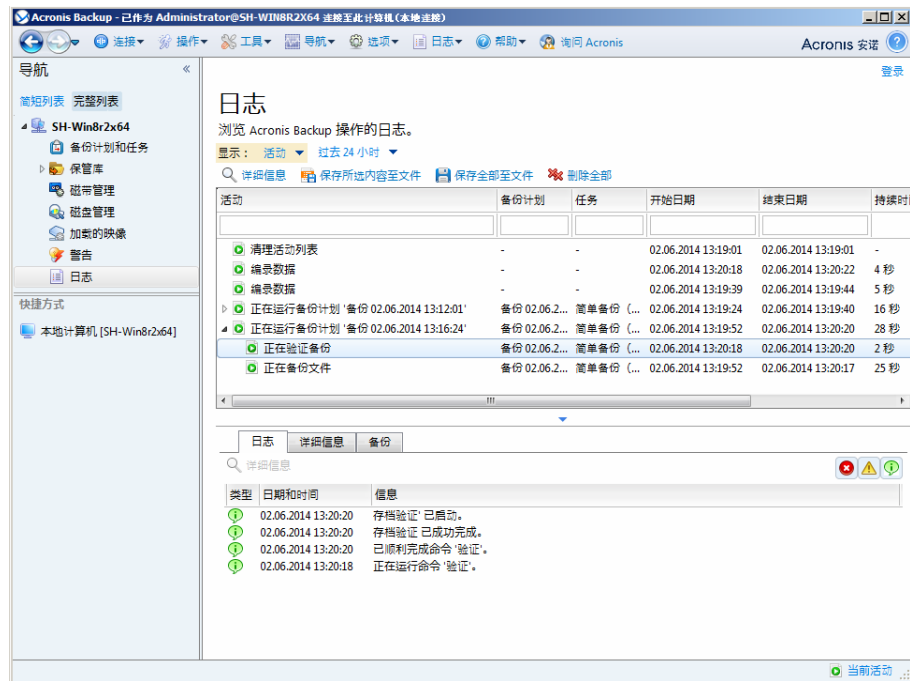 Acronis Backup - 已作为 Administrator@SH-WIN8R2X64 连接至此计算机(本地连接)
连接 操作 工具 导航 选项 日志 帮助 询问 Acronis
Acronis 安诺
导航 «
登录
简短列表 完整列表
SH-Win8r2x64
备份计划和任务
保管库
磁带管理
磁盘管理
加载的映像
警告
日志
快捷方式
本地计算机 [SH-Win8r2x64]
日志
浏览 Acronis Backup 操作的日志。
显示： 活动 过去 24 小时
详细信息 保存所选内容至文件 保存全部至文件 删除全部
活动 备份计划 任务 开始日期 结束日期 持续时
清理活动列表 - - 02.06.2014 13:19:01 02.06.2014 13:19:01 -
编录数据 - - 02.06.2014 13:20:18 02.06.2014 13:20:22 4 秒
编录数据 - - 02.06.2014 13:19:39 02.06.2014 13:19:44 5 秒
正在运行备份计划 '备份 02.06.2014 13:12:01' 备份 02.06.2... 简单备份（... 02.06.2014 13:19:24 02.06.2014 13:19:40 16 秒
正在运行备份计划 '备份 02.06.2014 13:16:24' 备份 02.06.2... 简单备份（... 02.06.2014 13:19:52 02.06.2014 13:20:20 28 秒
正在验证备份 备份 02.06.2... 简单备份（... 02.06.2014 13:20:18 02.06.2014 13:20:20 2 秒
正在备份文件 备份 02.06.2... 简单备份（... 02.06.2014 13:19:52 02.06.2014 13:20:17 25 秒
日志 详细信息 备份
详细信息
类型 日期和时间 信息
02.06.2014 13:20:20 存档验证' 已启动。
02.06.2014 13:20:20 存档验证 已成功完成。
02.06.2014 13:20:20 已顺利完成命令 '验证'。
02.06.2014 13:20:18 正在运行命令 '验证'。
当前活动